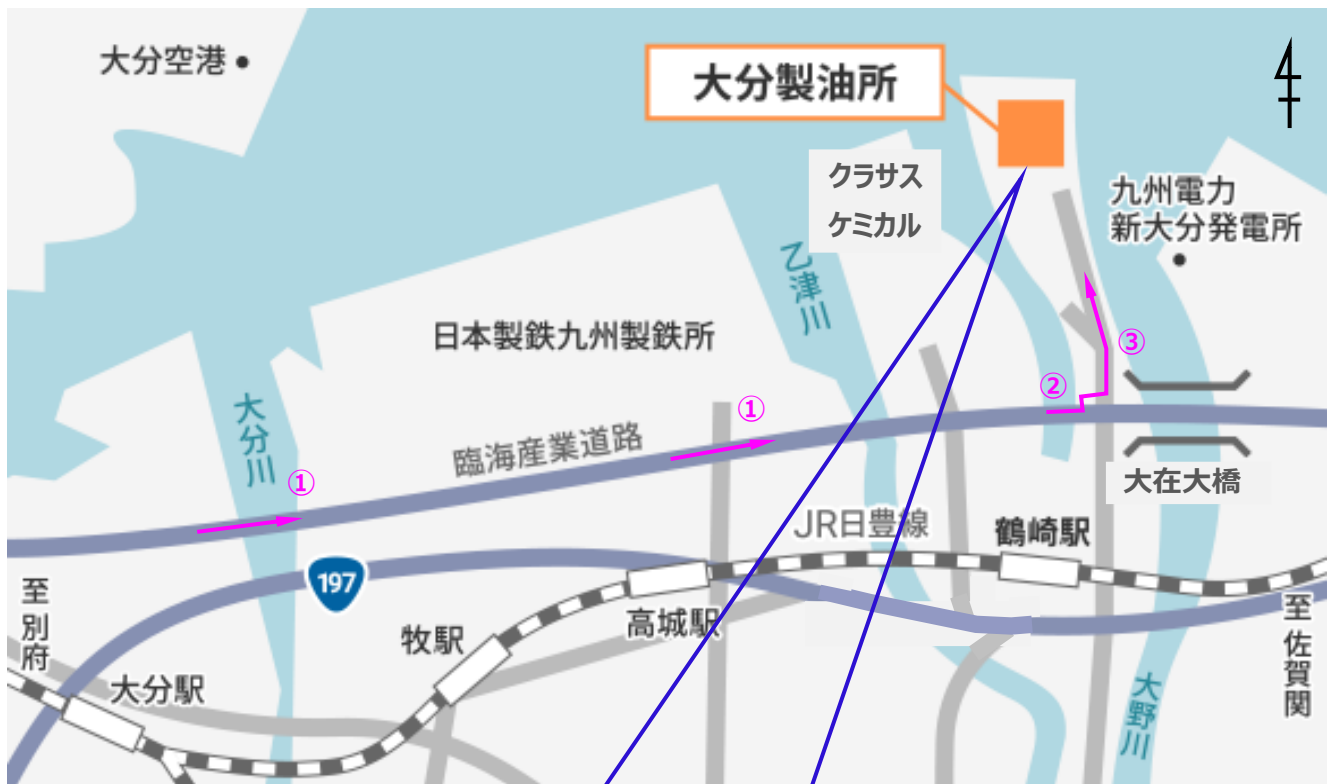 大分空港
大分製油所
クラサス
ケミカル
九州電力
新大分発電所
乙津川
日本製鉄九州製鉄所
③
②
①
大分川
臨海産業道路
①
大在大橋
JR日豊線
鶴崎駅
197
至別府
高城駅
至佐賀関
牧駅
大分駅
大野川